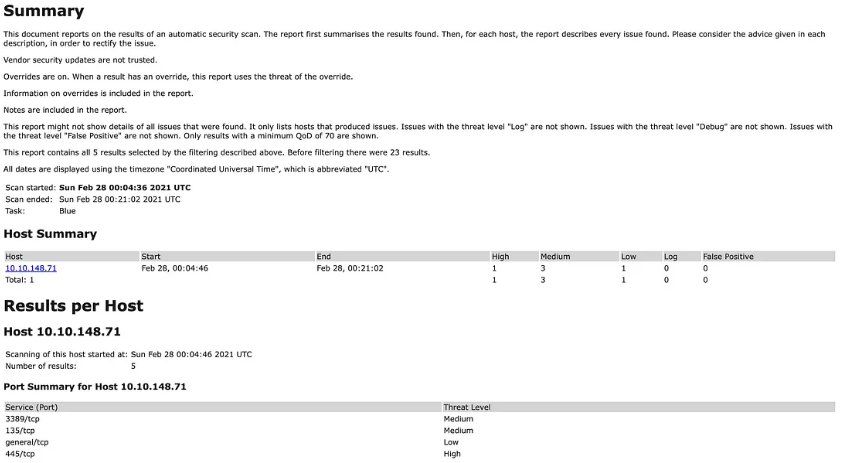 Summary
This document reports on the results of an automatic security scan. The report first summarises the results found. Then, for each host, the report describes every issue found. Please consider the advice given in each
description, in order to rectify the issue.
Vendor security updates are not trusted.
Overrides are on. When a result has an override, this report uses the threat of the override.
Information on overrides is included in the report.
Notes are included in the report.
This report might not show details of all issues that were found. It only lists hosts that produced issues. Issues with the threat level "Log" are not shown. Issues with the threat level "Debug" are not shown. Issues with
the threat level "False Positive" are not shown. Only results with a minimum QoD of 70 are shown.
This report contains all 5 results selected by the filtering described above. Before filtering there were 23 results.
All dates are displayed using the timezone "Coordinated Universal Time", which is abbreviated "UTC".
Scan started: Sun Feb 28 00:04:36 2021 UTC
Scan ended: Sun Feb 28 00:21:02 2021 UTC
Task: Blue
Host Summary
Host Start End High Medium Low Log False Positive
10.10.148.71 Feb 28, 00:04:46 Feb 28, 00:21:02 1 3 1 0 0
Total: 1 1 3 1 0 0
Results per Host
Host 10.10.148.71
Scanning of this host started at: Sun Feb 28 00:04:46 2021 UTC
Number of results: 5
Port Summary for Host 10.10.148.71
Service (Port) Threat Level
3389/tcp Medium
135/tcp Medium
general/tcp Low
445/tcp High